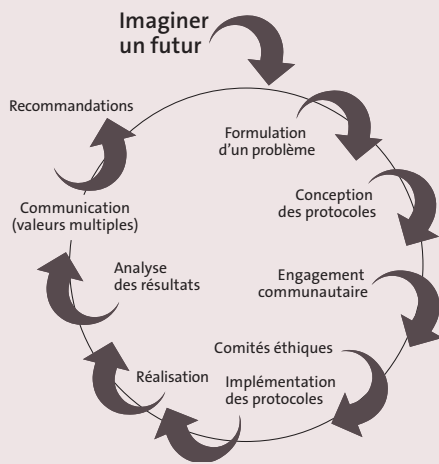 Imaginer
un futur
Formulation
d'un problème
Conception
des protocoles
Engagement
communautaire
Comités éthiques
Implémentation
des protocoles
Réalisation
Analyse
des résultats
Communication
(valeurs multiples)
Recommandations